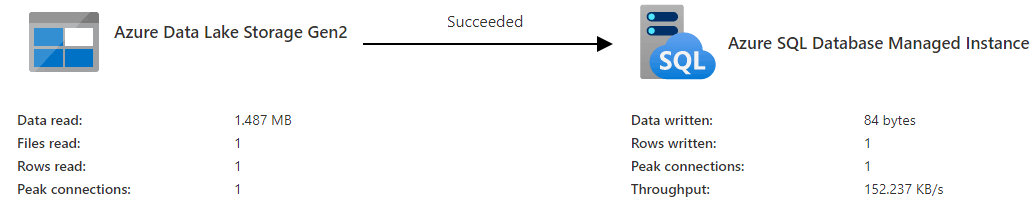 Azure Data Lake Storage Gen2
Succeeded
Azure SQL Database Managed Instance
SQL
Data read: 1.487 MB
Files read: 1
Rows read: 1
Peak connections: 1
Data written: 84 bytes
Rows written: 1
Peak connections: 1
Throughput: 152.237 KB/s